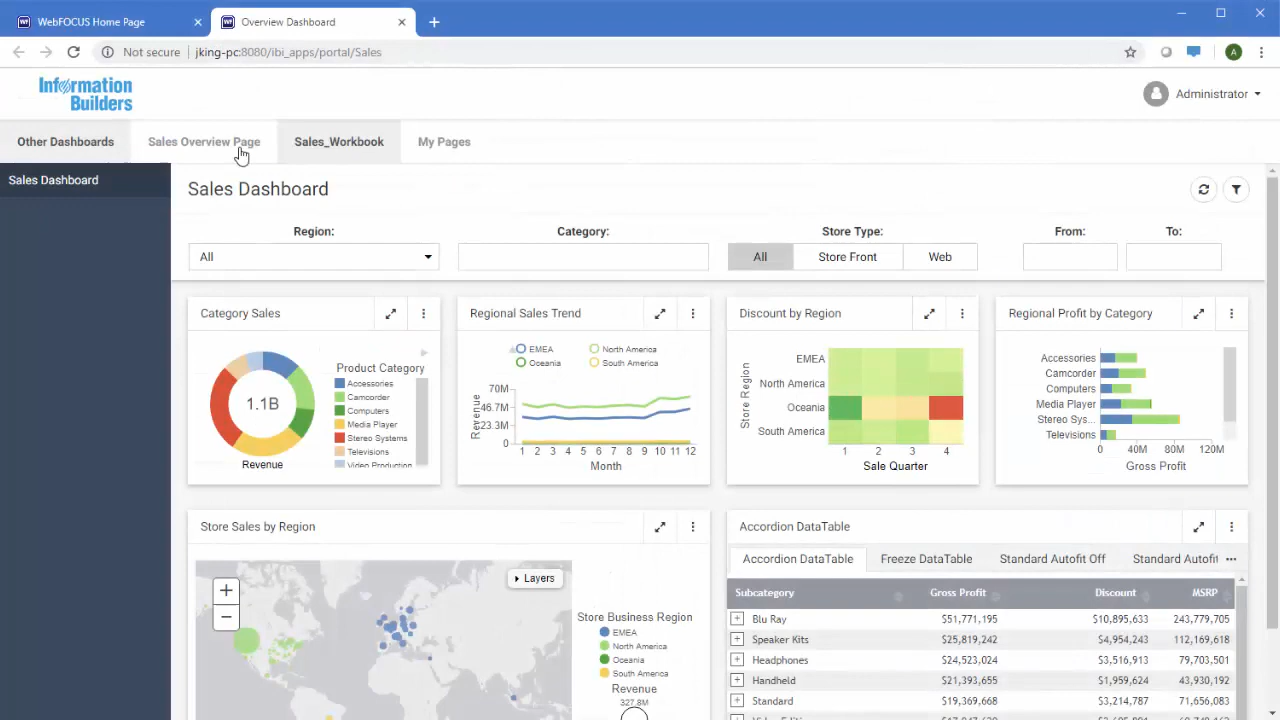 WebFOCUS Home Page
Overview Dashboard
Not secure
jking-pc:8080/ibi_apps/portal/Sales
A
Information
Builders
Administrator
Other Dashboards
Sales Overview Page
Sales_Workbook
My Pages
Sales Dashboard
Sales Dashboard
Region:
Category:
Store Type:
From:
To:
All
All
Store Front
Web
Category Sales
Regional Sales Trend
Discount by Region
Regional Profit by Category
1.1B
Revenue
Product Category
Accessories
Camcorder
Computers
Media Player
Stereo Systems
Televisions
Video Production
EMEA
North America
Oceania
South America
Revenue
70M
46.7M
23.3M
0
1 2 3 4 5 6 7 8 9 10 11 12
Month
Store Region
EMEA
North America
Oceania
South America
1 2 3 4
Sale Quarter
Accessories
Camcorder
Computers
Media Player
Stereo Sys...
Televisions
0 40M 80M 120M
Gross Profit
Store Sales by Region
Layers
+
−
Store Business Region
EMEA
North America
Oceania
South America
Revenue
327.8M
Accordion DataTable
Accordion DataTable
Freeze DataTable
Standard Autofit Off
Standard Autofit
Subcategory Gross Profit Discount MSRP
Blu Ray $51,771,195 $10,895,633 243,779,705
Speaker Kits $25,819,242 $4,954,243 112,169,618
Headphones $24,523,024 $3,516,913 79,703,501
Handheld $21,393,655 $1,959,624 43,930,192
Standard $19,369,668 $3,214,787 71,656,083